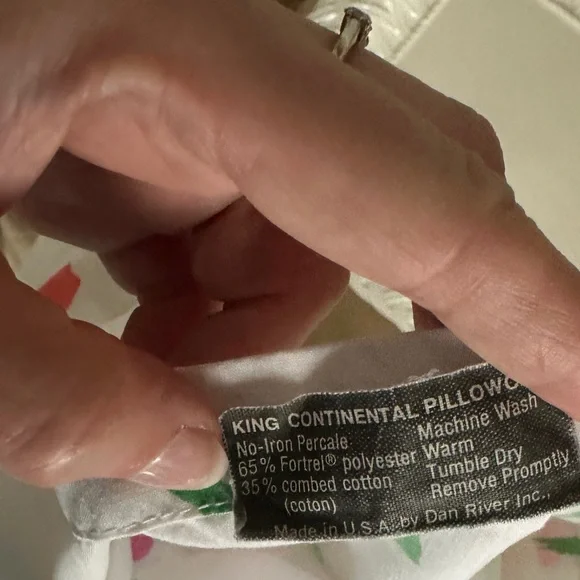 KING CONTINENTAL
No-Iron Percale
65% Fortrel® polyester
35% combed cotton
(coton)
Machine Wash
Warm
Tumble Dry
Remove Promptly
Made in U.S.A. by Dan River Inc.,